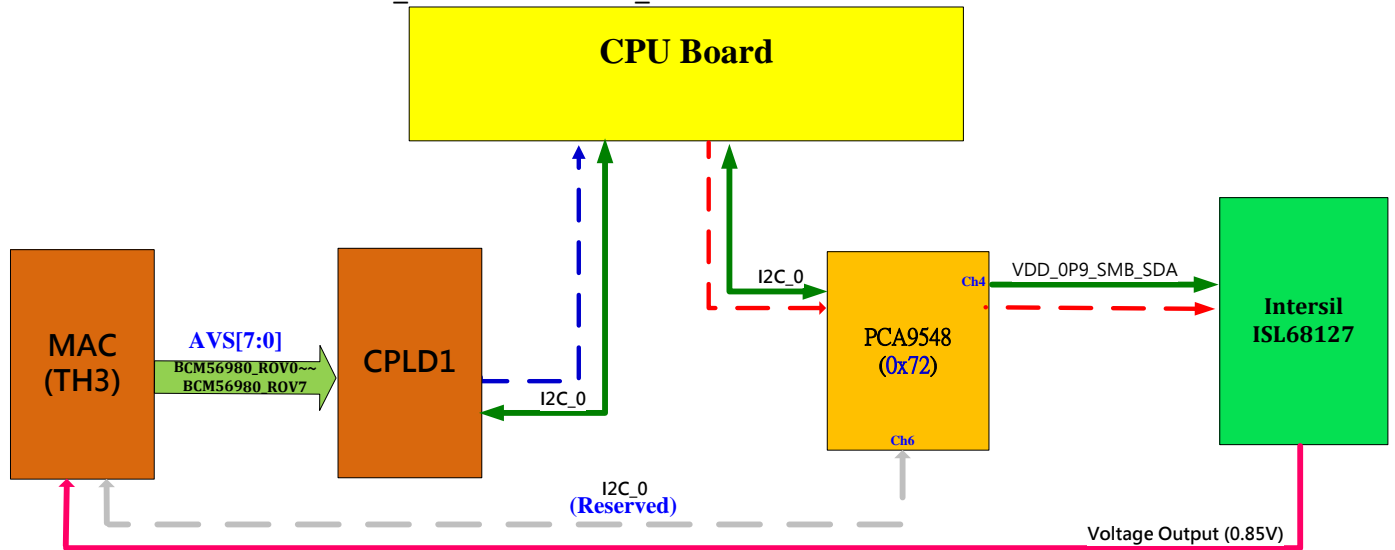 CPU Board
I2C_0
VDD_0P9_SMB_SDA
Ch4
Intersil
ISL68127
MAC
(TH3)
AVS[7:0]
BCM56980_ROV0~~
BCM56980_ROV7
CPLD1
I2C_0
PCA9548
(0x72)
Ch6
I2C_0
(Reserved)
Voltage Output (0.85V)